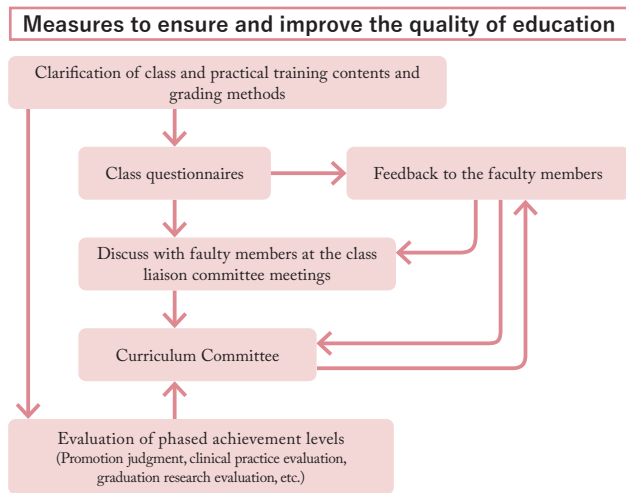 Measures to ensure and improve the quality of education
Clarification of class and practical training contents and
grading methods
Class questionnaires
Feedback to the faculty members
Discuss with faulty members at the class
liaison committee meetings
Curriculum Committee
Evaluation of phased achievement levels
(Promotion judgment, clinical practice evaluation,
graduation research evaluation, etc.)